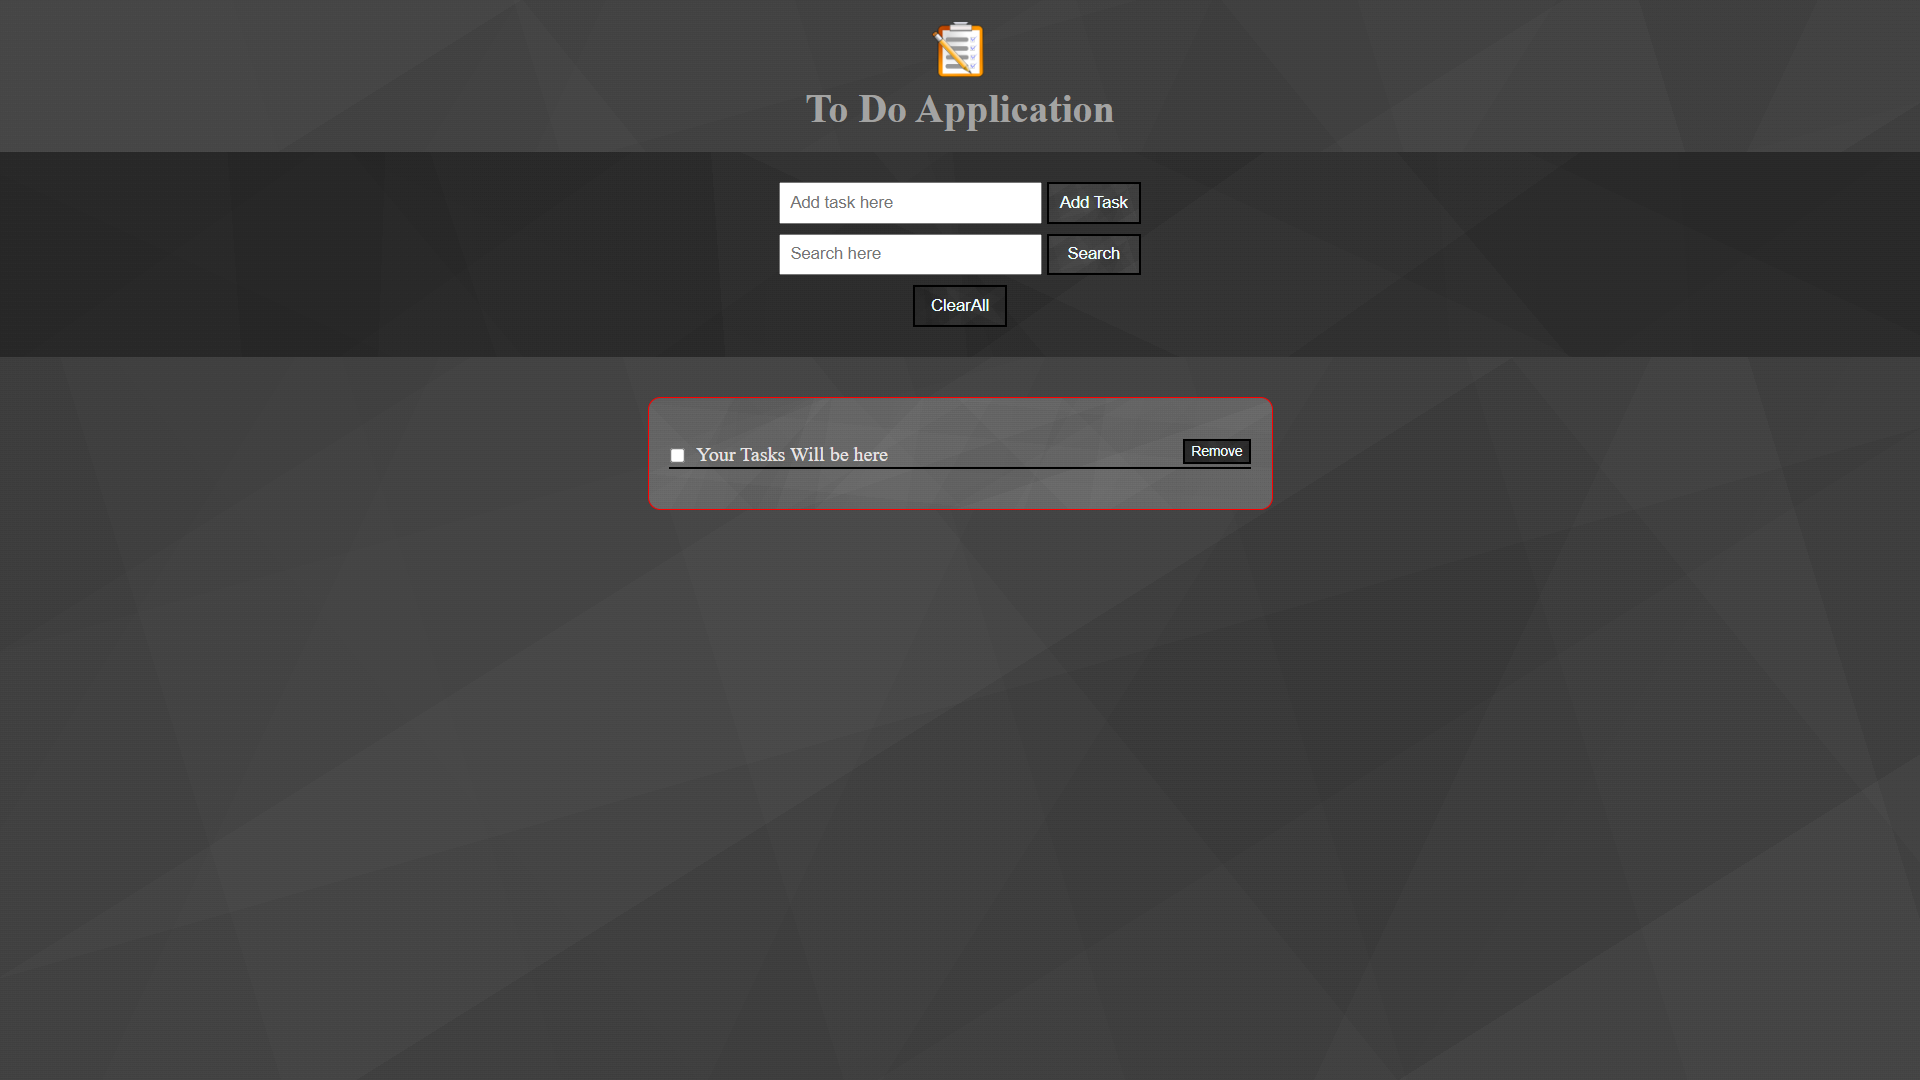 To Do Application
Add task here Add Task
Search here Search
ClearAll
Your Tasks Will be here Remove